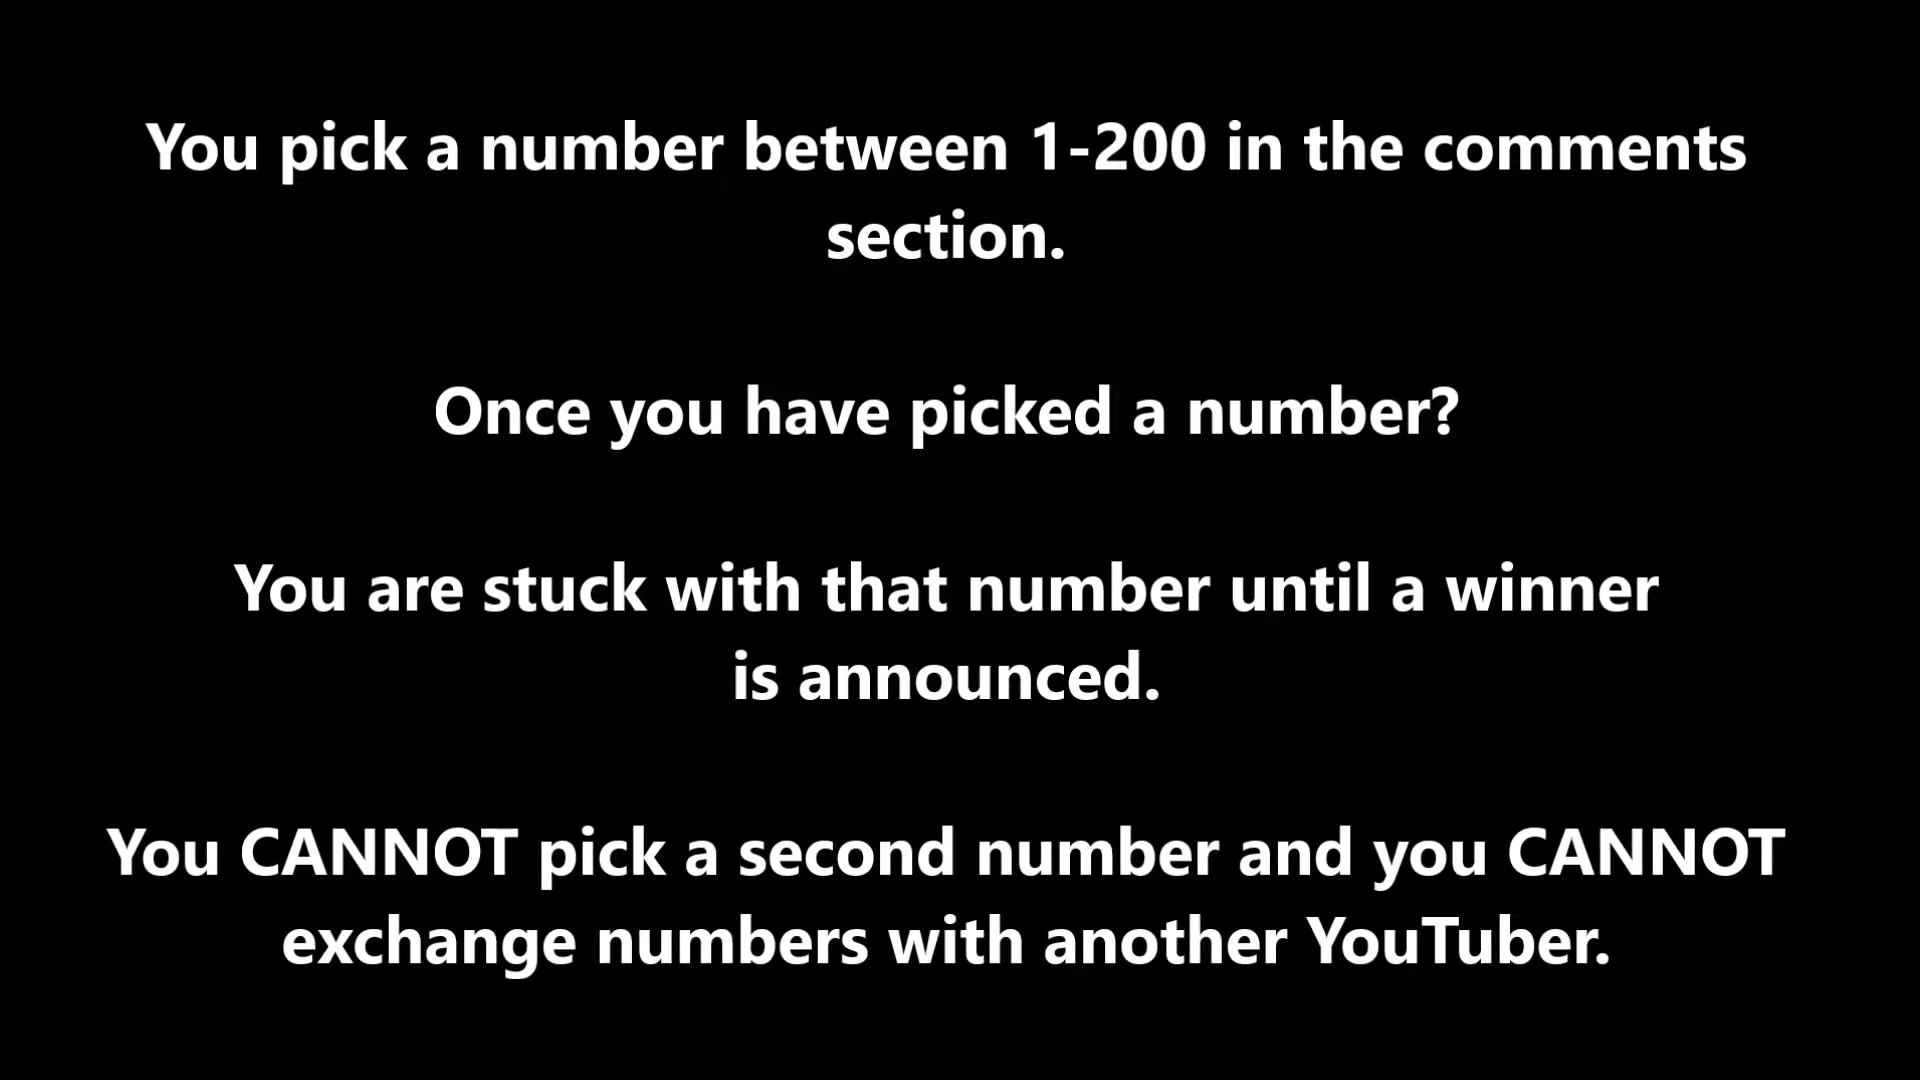 You pick a number between 1-200 in the comments
section.
Once you have picked a number?
You are stuck with that number until a winner
is announced.
You CANNOT pick a second number and you CANNOT
exchange numbers with another YouTuber.